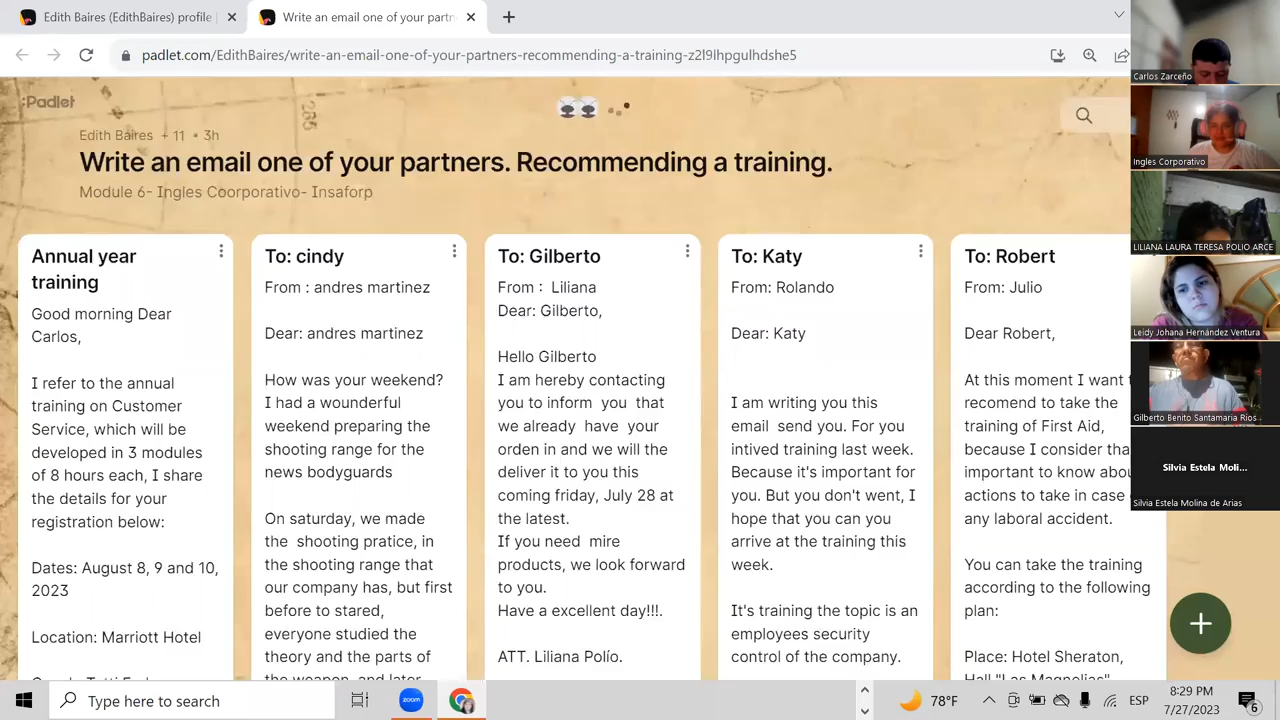 Edith Baires (EdithBaires) profile
Write an email one of your partn
padlet.com/EdithBaires/write-an-email-one-of-your-partners-recommending-a-training-z2l9lhpgulhdshe5
:Padlet
Edith Baires + 11 • 3h
Write an email one of your partners. Recommending a training.
Module 6- Ingles Coorporativo- Insaforp
Annual year
training
Good morning Dear
Carlos,
I refer to the annual
training on Customer
Service, which will be
developed in 3 modules
of 8 hours each, I share
the details for your
registration below:
Dates: August 8, 9 and 10,
2023
Location: Marriott Hotel
To: cindy
From : andres martinez
Dear: andres martinez
How was your weekend?
I had a wounderful
weekend preparing the
shooting range for the
news bodyguards
On saturday, we made
the shooting pratice, in
the shooting range that
our company has, but first
before to stared,
everyone studied the
theory and the parts of
the weapon, and later
To: Gilberto
From : Liliana
Dear: Gilberto,
Hello Gilberto
I am hereby contacting
you to inform you that
we already have your
orden in and we will the
deliver it to you this
coming friday, July 28 at
the latest.
If you need mire
products, we look forward
to you.
Have a excellent day!!!.
ATT. Liliana Polío.
To: Katy
From: Rolando
Dear: Katy
I am writing you this
email send you. For you
intived training last week.
Because it's important for
you. But you don't went, I
hope that you can you
arrive at the training this
week.
It's training the topic is an
employees security
control of the company.
To: Robert
From: Julio
Dear Robert,
At this moment I want
recomend to take the
training of First Aid,
because I consider tha
important to know abou
actions to take in case
any laboral accident.
You can take the training
according to the following
plan:
Place: Hotel Sheraton,
Hall "Las Magnolias"
Carlos Zarceño
Ingles Corporativo
LILIANA LAURA TERESA POLIO ARCE
Leidy Johana Hernández Ventura
Gilberto Benito Santamaria Rios
Silvia Estela Moli...
Silvia Estela Molina de Arias
Type here to search
zoom
78°F
ESP
8:29 PM
7/27/2023
6